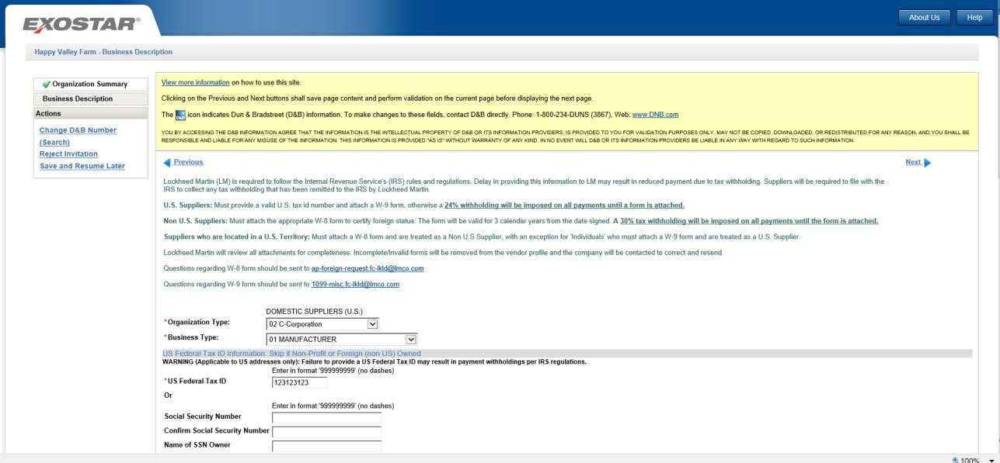 EXOSTAR®
About Us
Help
Happy Valley Farm - Business Description
Organization Summary
Business Description
Actions
Change D&B Number
(Search)
Reject Invitation
Save and Resume Later
View more information on how to use this site.
Clicking on the Previous and Next buttons shall save page content and perform validation on the current page before displaying the next page.
The D&B icon indicates Dun & Bradstreet (D&B) information. To make changes to these fields, contact D&B directly. Phone: 1-800-234-DUNS (3867), Web: www.DNB.com
YOU BY ACCESSING THE D&B INFORMATION AGREE THAT THE INFORMATION IS THE INTELLECTUAL PROPERTY OF D&B OR ITS INFORMATION PROVIDERS, IS PROVIDED TO YOU FOR VALIDATION PURPOSES ONLY, MAY NOT BE COPIED, DOWNLOADED, OR REDISTRIBUTED FOR ANY REASON, AND YOU SHALL BE
RESPONSIBLE AND LIABLE FOR ANY MISUSE OF THE INFORMATION. THIS INFORMATION IS PROVIDED "AS IS" WITHOUT WARRANTY OF ANY KIND. IN NO EVENT WILL D&B OR ITS INFORMATION PROVIDERS BE LIABLE IN ANY WAY WITH REGARD TO SUCH INFORMATION.
Previous
Next
Lockheed Martin (LM) is required to follow the Internal Revenue Service's (IRS) rules and regulations. Delay in providing this information to LM may result in reduced payment due to tax withholding. Suppliers will be required to file with the
IRS to collect any tax withholding that has been remitted to the IRS by Lockheed Martin.
U.S. Suppliers: Must provide a valid U.S. tax id number and attach a W-9 form, otherwise a 24% withholding will be imposed on all payments until a form is attached.
Non U.S. Suppliers: Must attach the appropriate W-8 form to certify foreign status. The form will be valid for 3 calendar years from the date signed. A 30% tax withholding will be imposed on all payments until the form is attached.
Suppliers who are located in a U.S. Territory: Must attach a W-8 form and are treated as a Non U.S Supplier, with an exception for 'Individuals' who must attach a W-9 form and are treated as a U.S. Supplier.
Lockheed Martin will review all attachments for completeness. Incomplete/invalid forms will be removed from the vendor profile and the company will be contacted to correct and resend.
Questions regarding W-8 form should be sent to ap-foreign-request.fc-lkld@lmco.com
Questions regarding W-9 form should be sent to 1099-misc.fc-lkld@lmco.com
DOMESTIC SUPPLIERS (U.S.)
*Organization Type: 02 C-Corporation
*Business Type: 01 MANUFACTURER
US Federal Tax ID Information: Skip if Non-Profit or Foreign (non US) Owned
WARNING (Applicable to US addresses only): Failure to provide a US Federal Tax ID may result in payment withholdings per IRS regulations.
Enter in format '999999999' (no dashes)
*US Federal Tax ID 123123123
Or
Enter in format '999999999' (no dashes)
Social Security Number
Confirm Social Security Number
Name of SSN Owner
100%